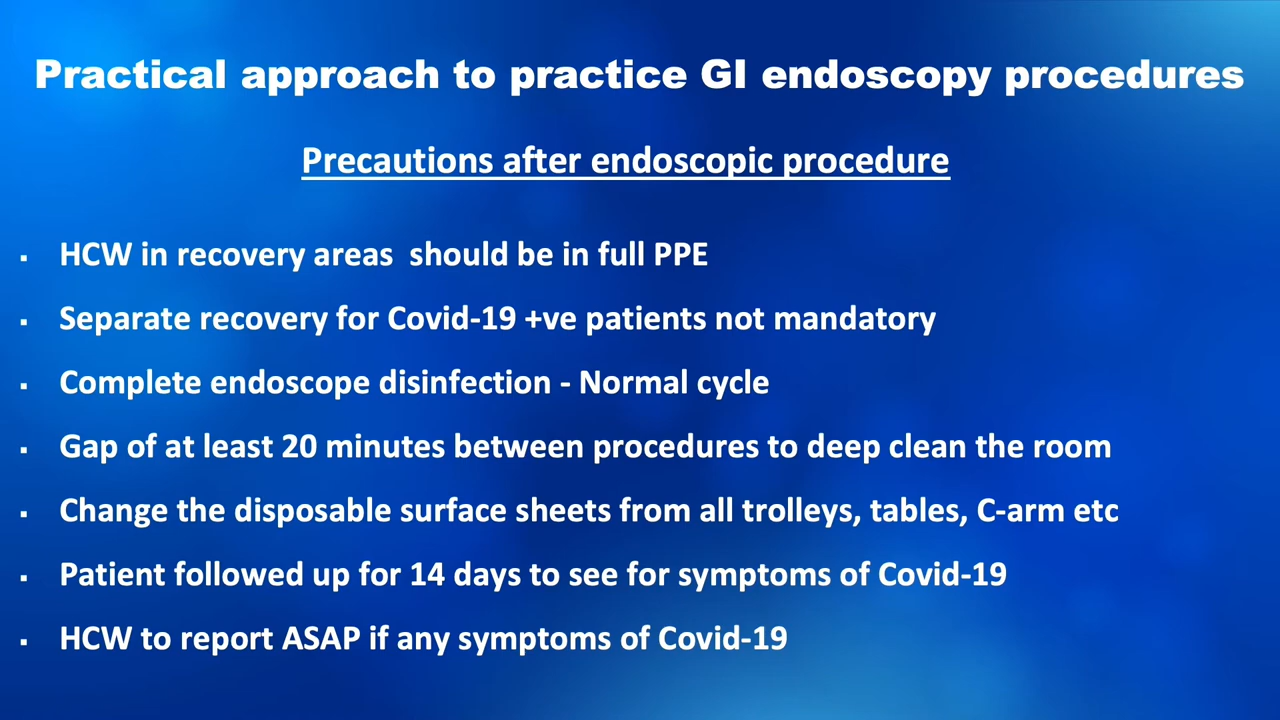 Practical approach to practice GI endoscopy procedures
Precautions after endoscopic procedure
▪ HCW in recovery areas  should be in full PPE
▪ Separate recovery for Covid-19 +ve patients not mandatory
▪ Complete endoscope disinfection - Normal cycle
▪ Gap of at least 20 minutes between procedures to deep clean the room
▪ Change the disposable surface sheets from all trolleys, tables, C-arm etc
▪ Patient followed up for 14 days to see for symptoms of Covid-19
▪ HCW to report ASAP if any symptoms of Covid-19